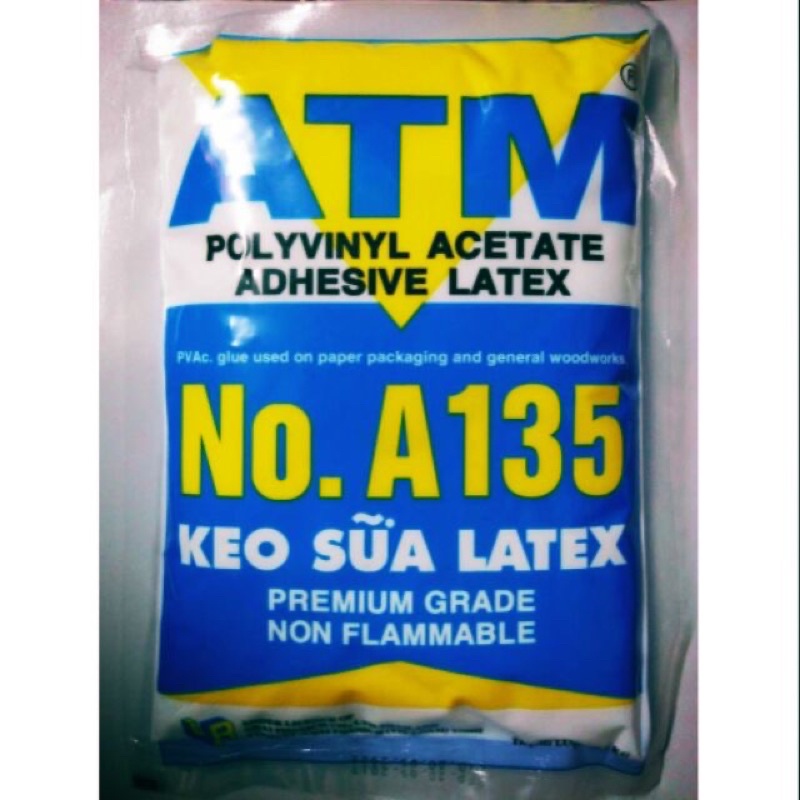 ATM ®
POLYVINYL ACETATE
ADHESIVE LATEX
PVAc. glue used on paper packaging and general woodworks
No. A135
KEO SỮA LATEX
PREMIUM GRADE
NON FLAMMABLE